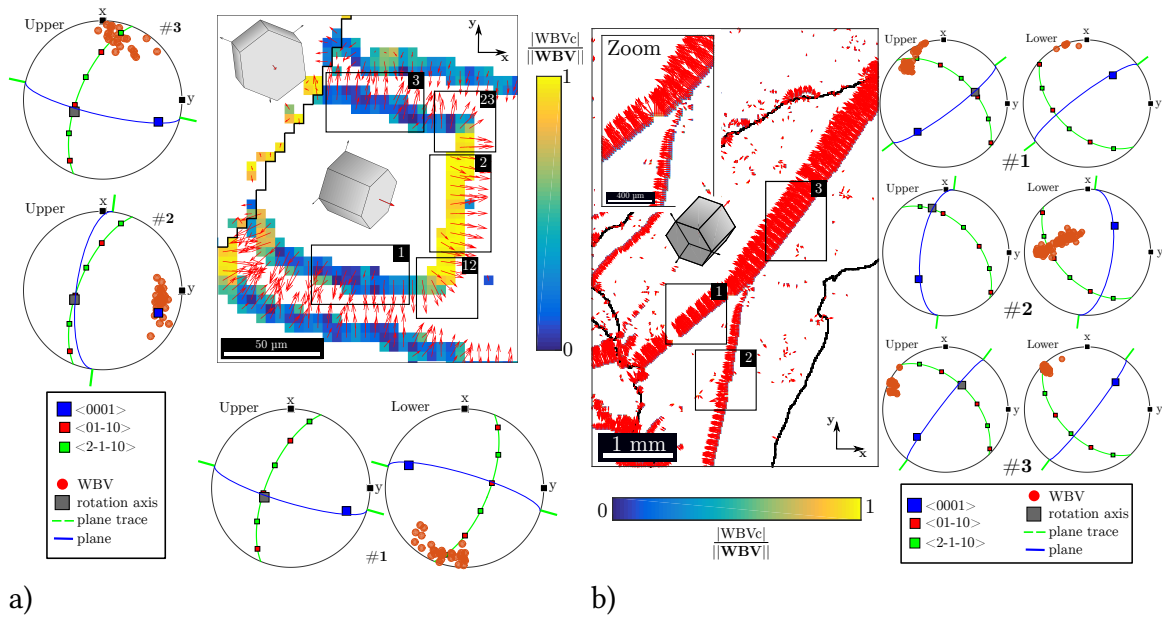 Upper
x
#3
y
Upper
x
#2
y
<0001>
<01-10>
<2-1-10>
WBV
rotation axis
plane trace
plane
y
x
3
23
2
1
12
50 µm
|WBVc|
||WBV||
1
0
Upper
x
y
Lower
x
y
#1
a)
Zoom
400 µm
3
1
2
1 mm
y
x
0
1
|WBVc|
||WBV||
Upper
x
y
Lower
x
y
#1
Upper
x
y
Lower
x
y
#2
Upper
x
y
Lower
x
y
#3
<0001>
<01-10>
<2-1-10>
WBV
rotation axis
plane trace
plane
b)